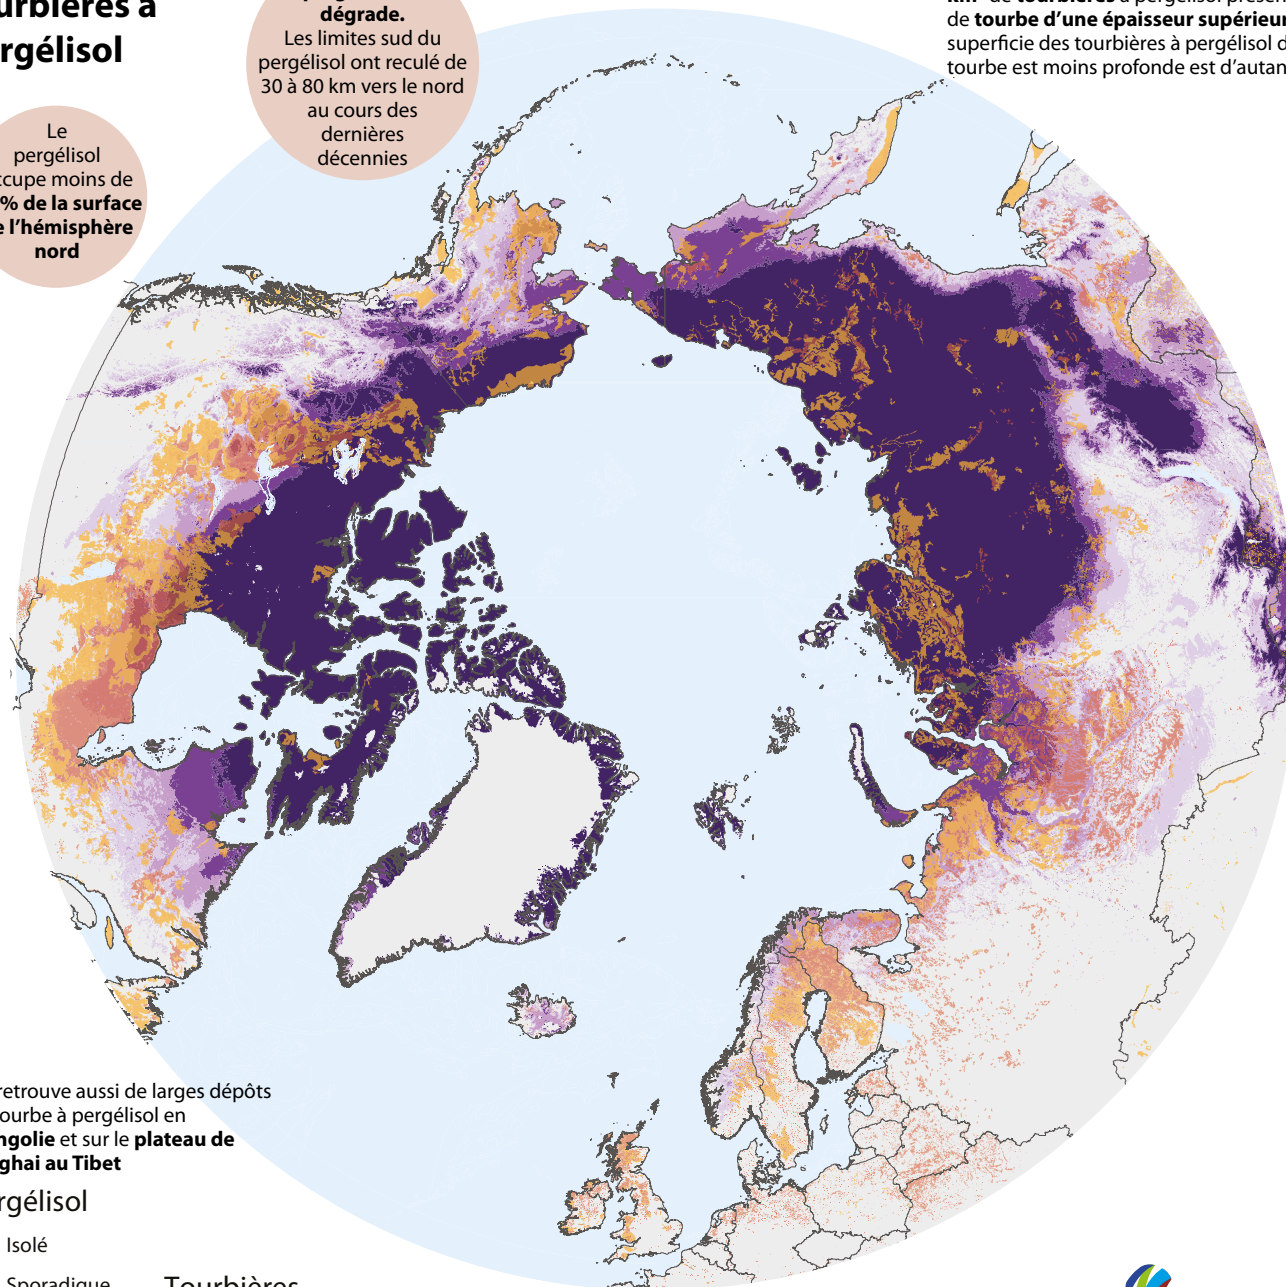 urbières à
rgélisol
dégrade.
Les limites sud du
pergélisol ont reculé de
30 à 80 km vers le nord
au cours des
dernières
décennies
Le
pergélisol
ccupe moins de
% de la surface
e l'hémisphère
nord
de tourbe d'une épaisseur supérieur
superficie des tourbières à pergélisol d
tourbe est moins profonde est d'autan
retrouve aussi de larges dépôts
ourbe à pergélisol en
ngolie et sur le plateau de
ghai au Tibet
rgélisol
Isolé
Sporadique
Tourbières